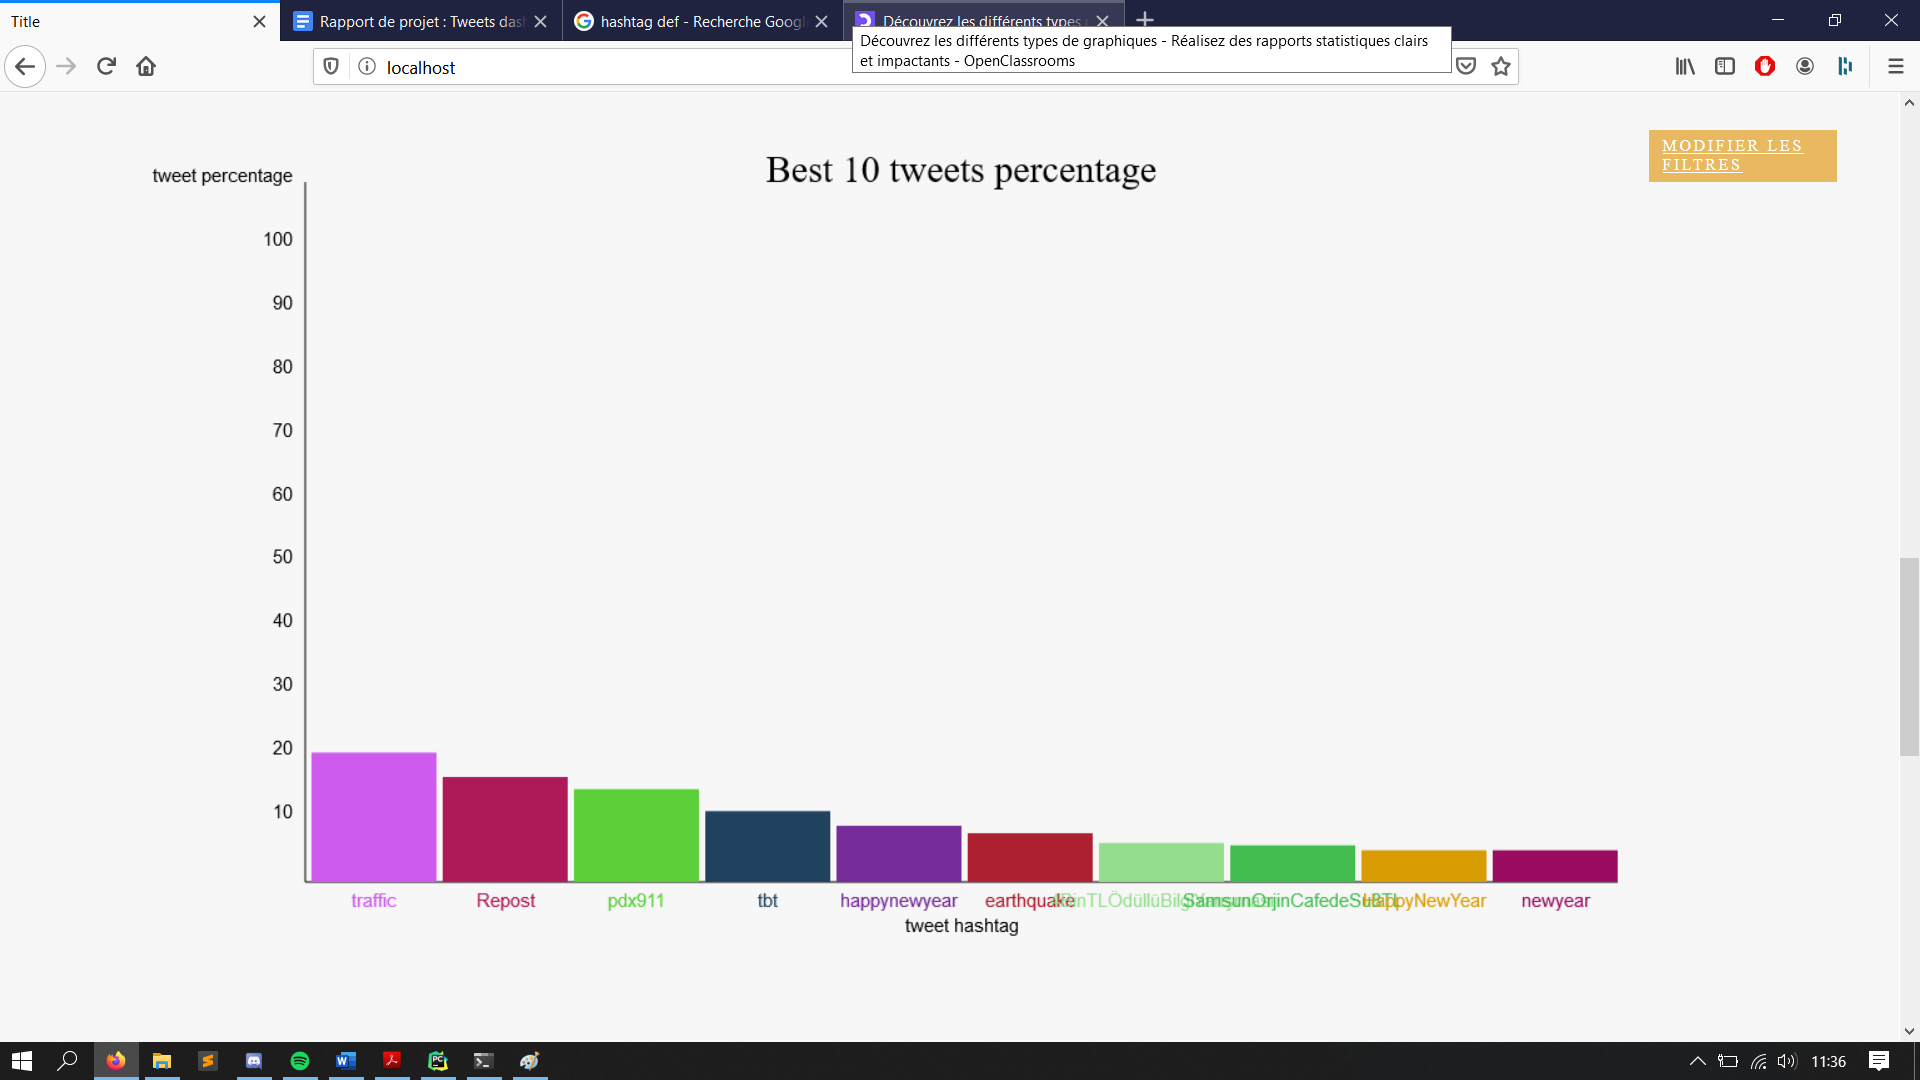 Title
Rapport de projet : Tweets das
hashtag def - Recherche Googl
Découvrez les différents types
Découvrez les différents types de graphiques - Réalisez des rapports statistiques clairs
et impactants - OpenClassrooms
localhost
MODIFIER LES
FILTRES
Best 10 tweets percentage
tweet percentage
100
90
80
70
60
50
40
30
20
10
traffic Repost pdx911 tbt happynewyear earthquake HappyNewYear newyear
tweet hashtag
11:36